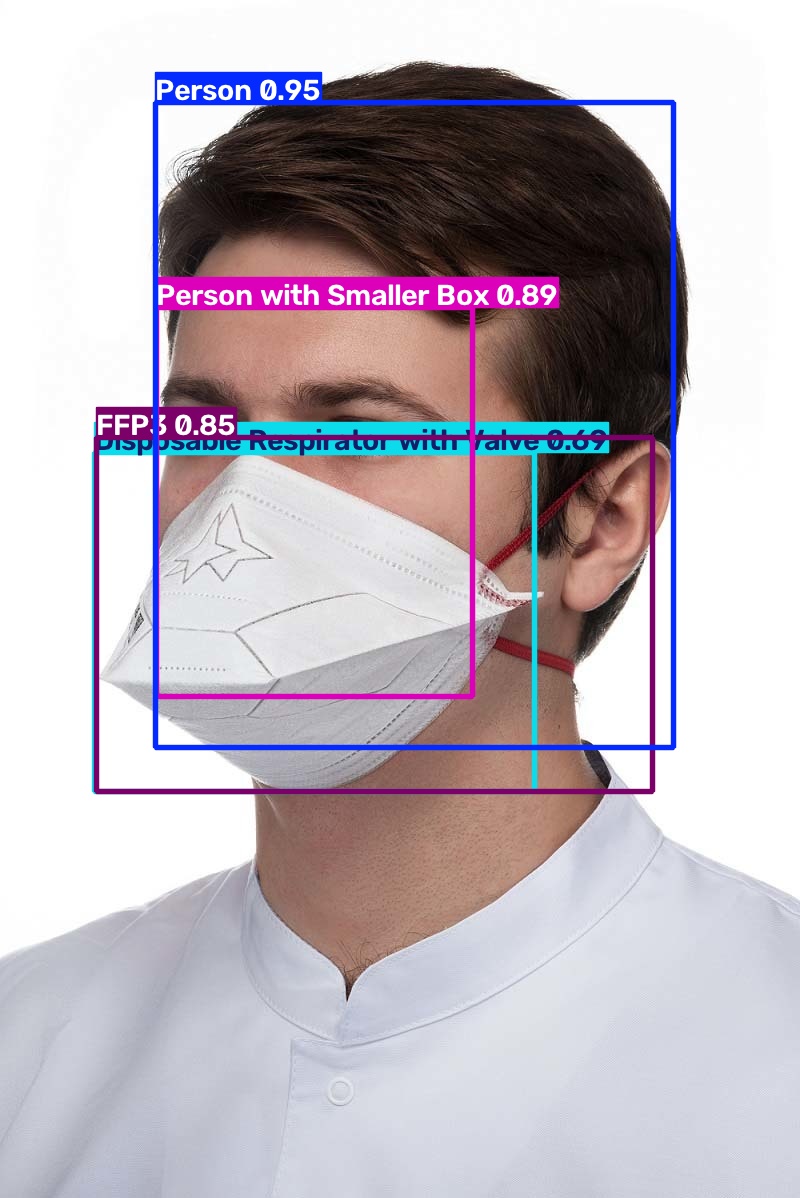 Person 0.95
Person with Smaller Box 0.89
FFP3 0.85
Disposable Respirator with Valve 0.69